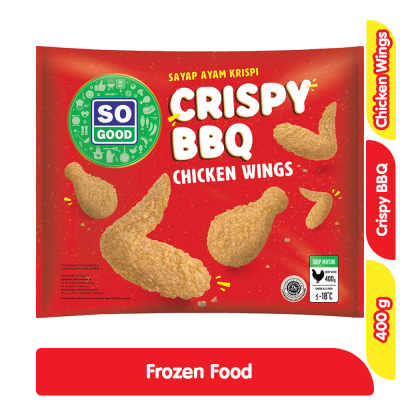 SO
GOOD
SAYAP AYAM KRISPI
CRISPY
BBQ
CHICKEN WINGS
SIAP MASAK
400g
≤ -18°C
Chicken Wings
Crispy BBQ
400 g
Frozen Food